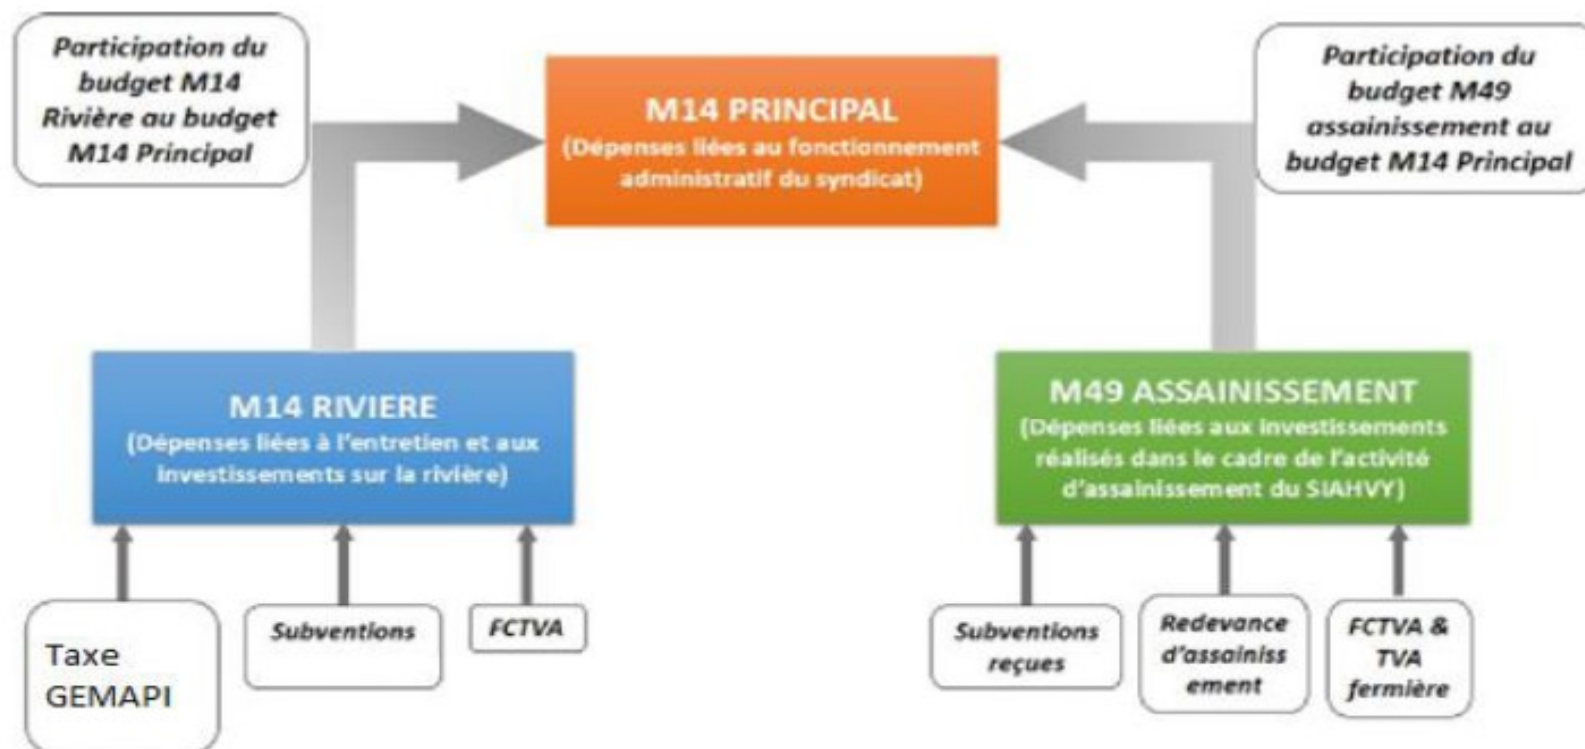 Participation du
budget M14
Rivière au budget
M14 Principal
M14 PRINCIPAL
(Dépenses liées au fonctionnement
administratif du syndicat)
Participation du
budget M49
assainissement au
budget M14 Principal
M14 RIVIERE
(Dépenses liées à l'entretien et aux
investissements sur la rivière)
M49 ASSAINISSEMENT
(Dépenses liées aux investissements
réalisés dans le cadre de l'activité
d'assainissement du SIAHVY)
Taxe
GEMAPI
Subventions
FCTVA
Subventions
reçues
Redevance
d'assainiss
ement
FCTVA &
TVA
fermière